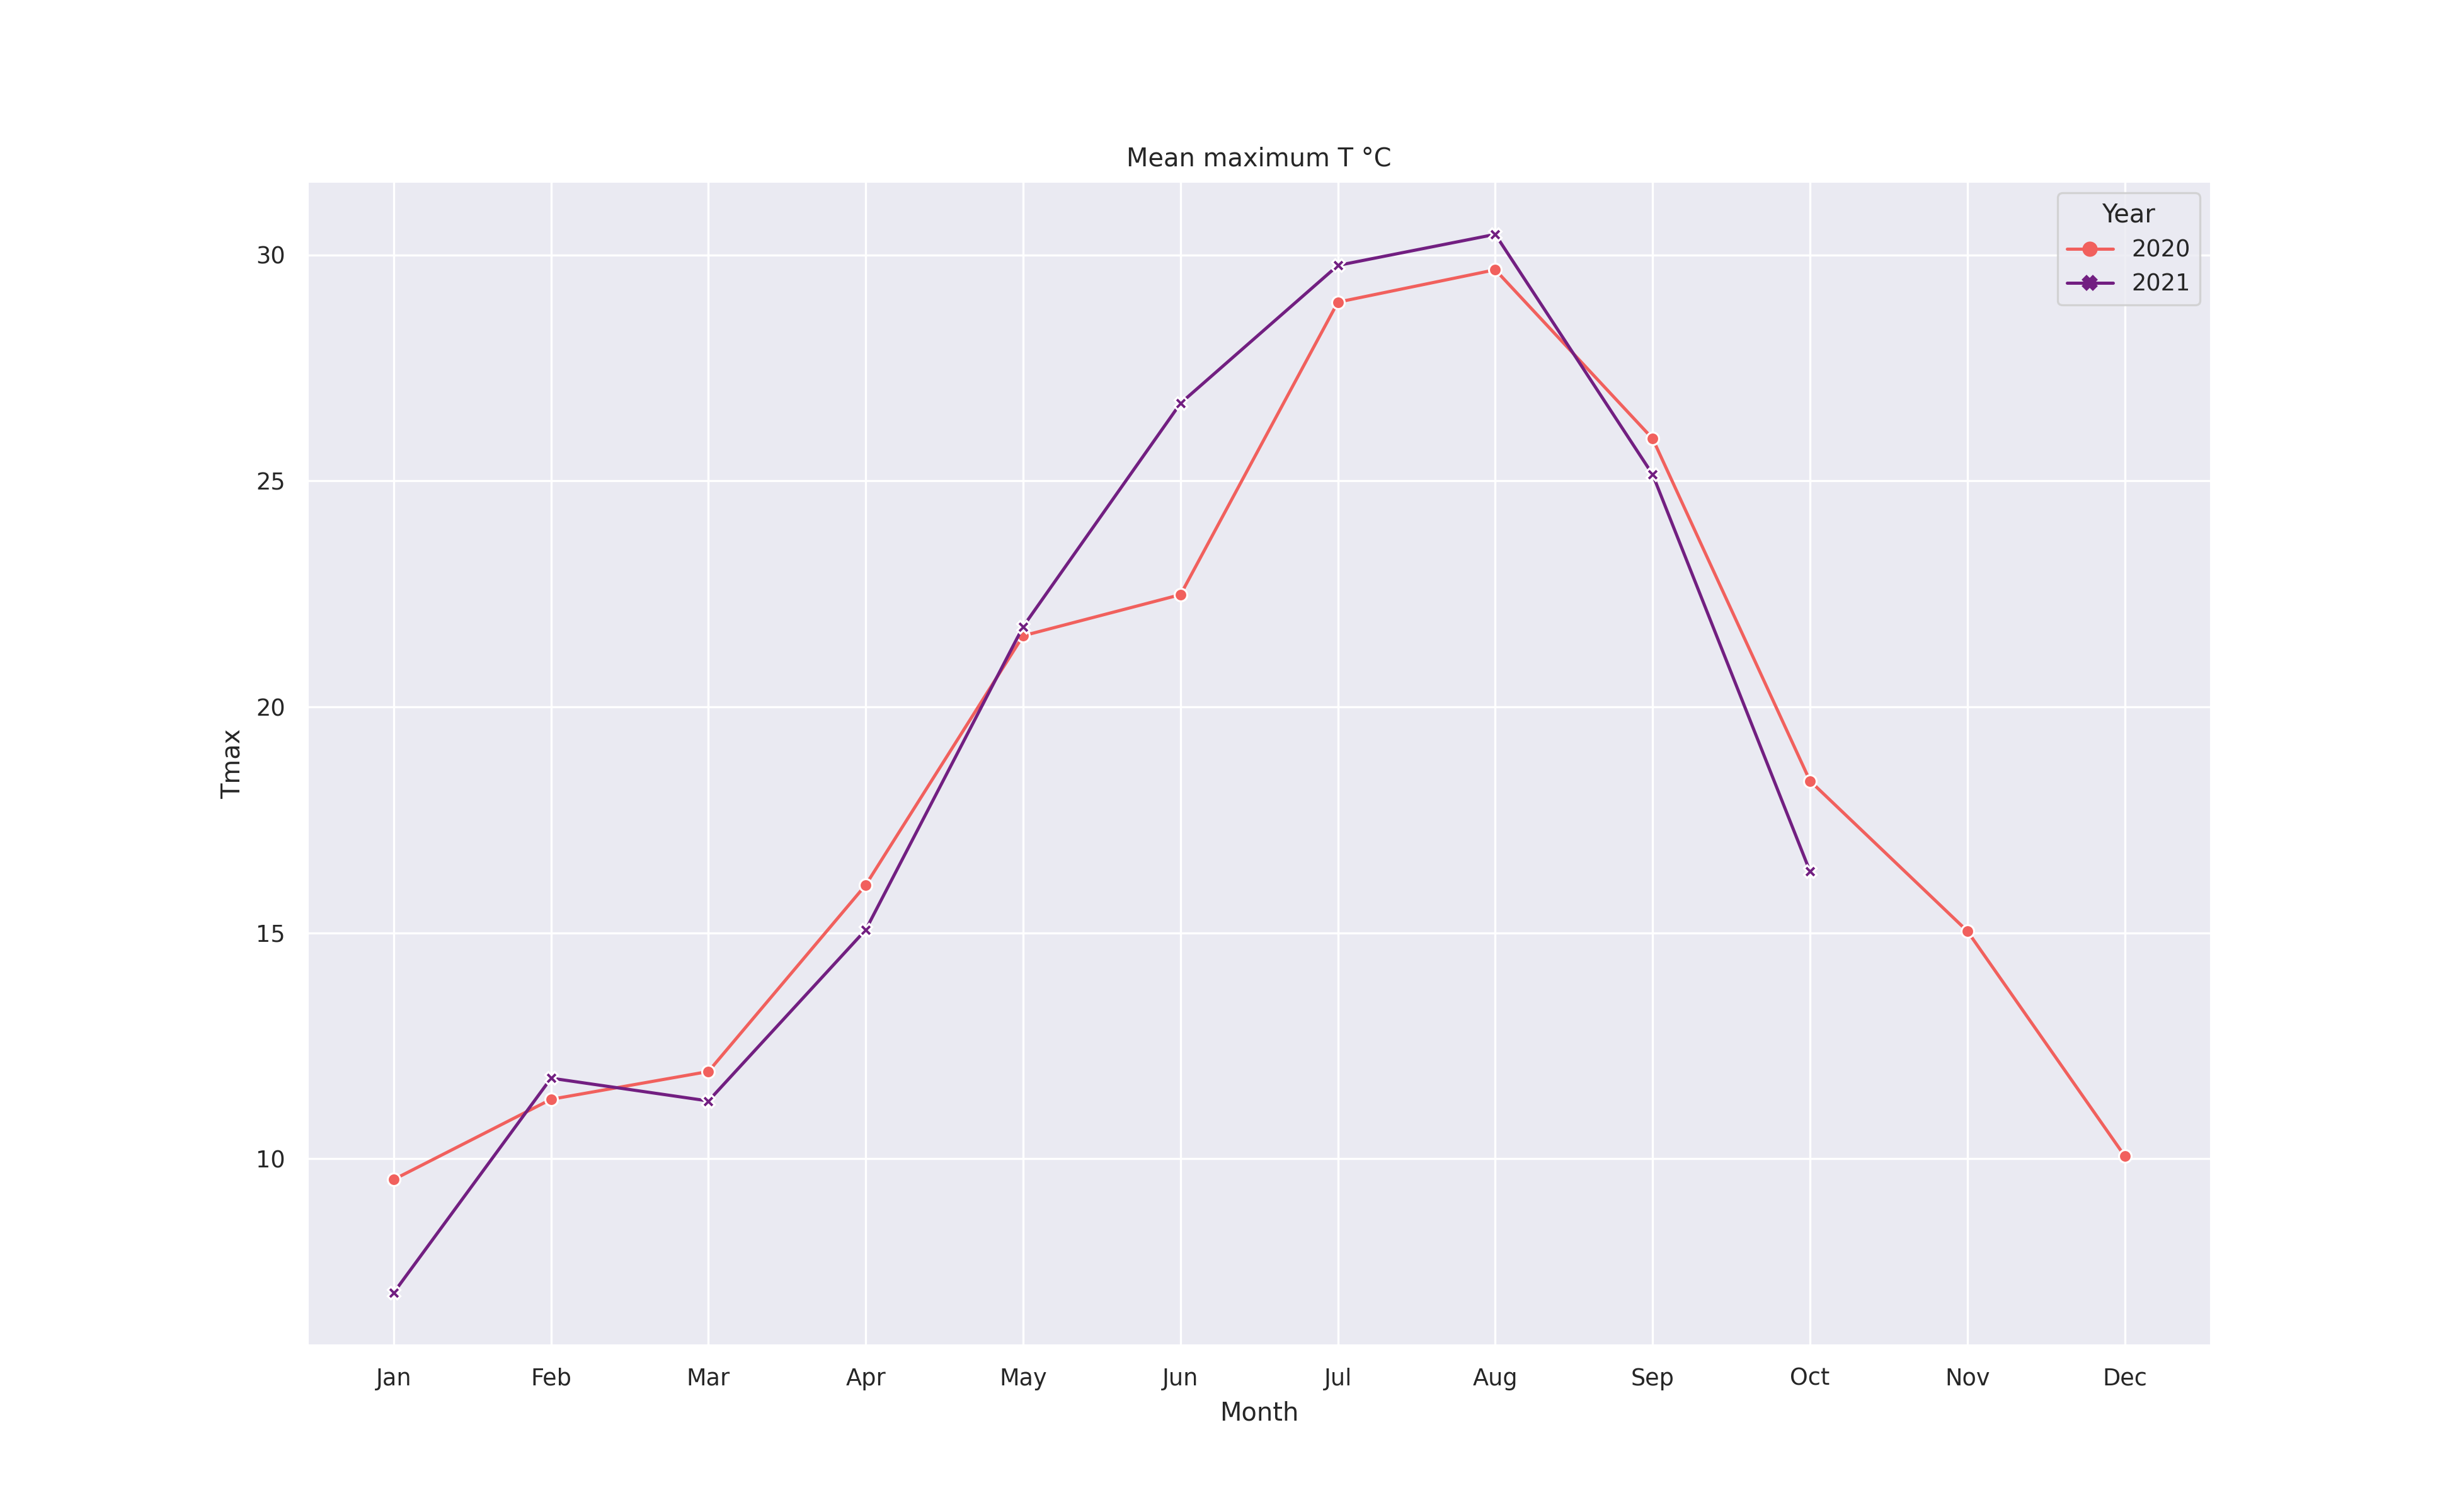 Mean maximum T °C
Year
2020
2021
30
25
20
15
10
Tmax
Jan Feb Mar Apr May Jun Jul Aug Sep Oct Nov Dec
Month